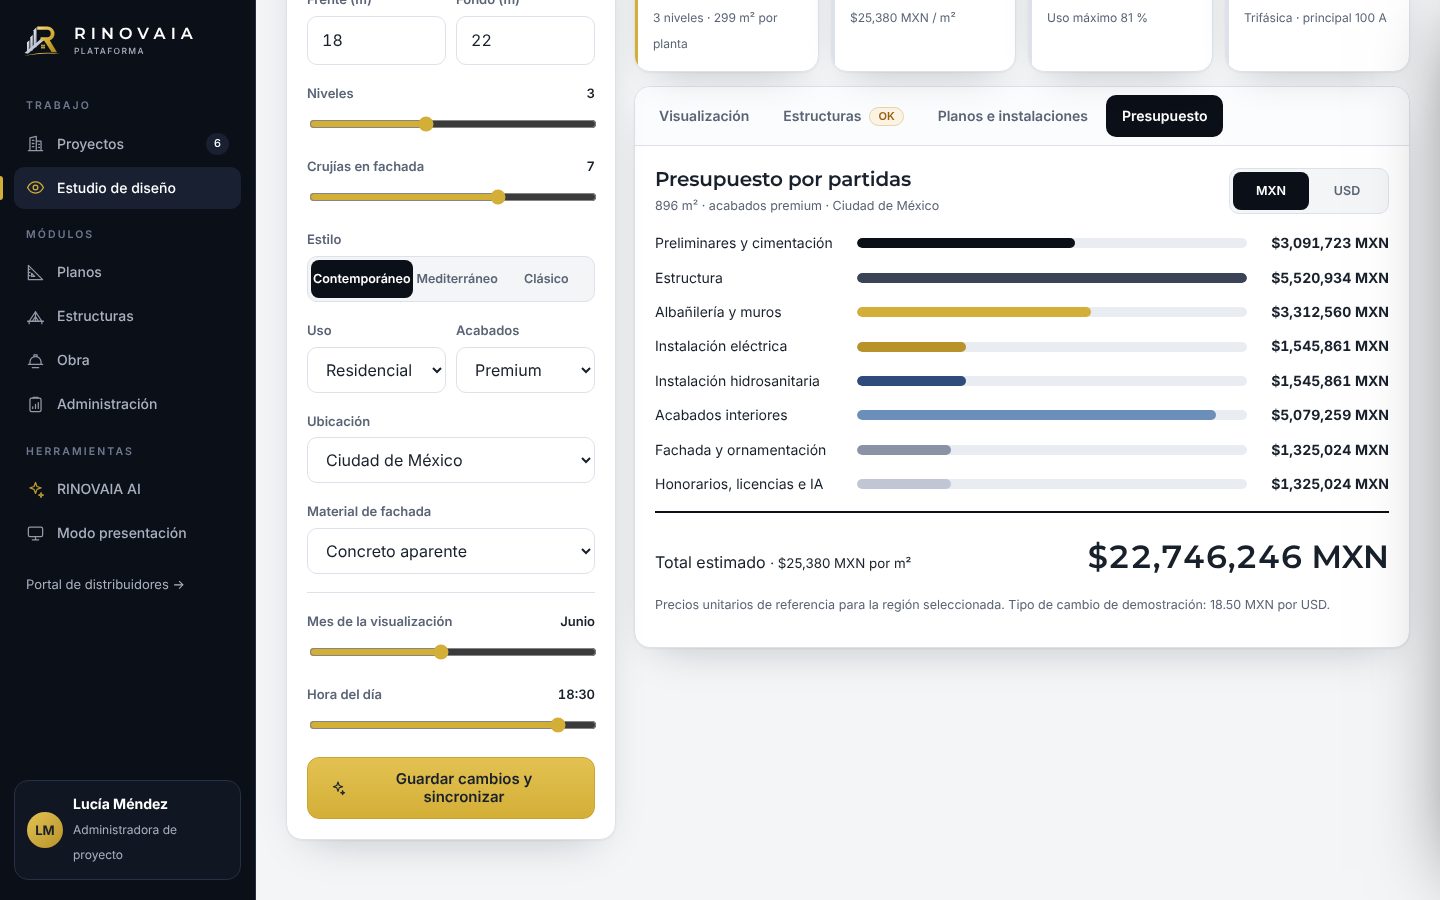 RINOVAIA
PLATAFORMA
TRABAJO
Proyectos 6
Estudio de diseño
MÓDULOS
Planos
Estructuras
Obra
Administración
HERRAMIENTAS
RINOVAIA AI
Modo presentación
Portal de distribuidores →
LM
Lucía Méndez
Administradora de
proyecto
Frente (m) Fondo (m)
18 22
Niveles 3
Crujías en fachada 7
Estilo
Contemporáneo Mediterráneo Clásico
Uso Acabados
Residencial Premium
Ubicación
Ciudad de México
Material de fachada
Concreto aparente
Mes de la visualización Junio
Hora del día 18:30
Guardar cambios y
sincronizar
3 niveles · 299 m² por
planta
$25,380 MXN / m²
Uso máximo 81 %
Trifásica · principal 100 A
Visualización Estructuras OK Planos e instalaciones Presupuesto
Presupuesto por partidas
896 m² · acabados premium · Ciudad de México
MXN USD
Preliminares y cimentación $3,091,723 MXN
Estructura $5,520,934 MXN
Albañilería y muros $3,312,560 MXN
Instalación eléctrica $1,545,861 MXN
Instalación hidrosanitaria $1,545,861 MXN
Acabados interiores $5,079,259 MXN
Fachada y ornamentación $1,325,024 MXN
Honorarios, licencias e IA $1,325,024 MXN
Total estimado · $25,380 MXN por m² $22,746,246 MXN
Precios unitarios de referencia para la región seleccionada. Tipo de cambio de demostración: 18.50 MXN por USD.